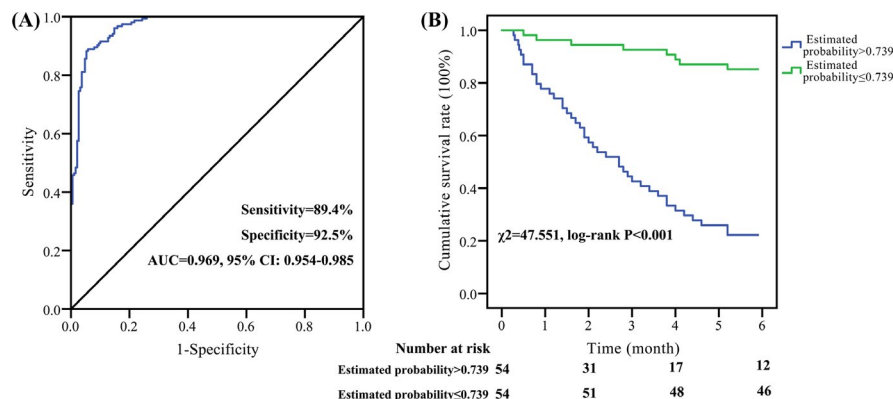 (A)
1.0
0.8
0.6
0.4
0.2
0.0
Sensitivity
0.0 0.2 0.4 0.6 0.8 1.0
1-Specificity
Sensitivity=89.4%
Specificity=92.5%
AUC=0.969, 95% CI: 0.954-0.985
(B)
1.0
0.8
0.6
0.4
0.2
0.0
Cumulative survival rate (100%)
χ2=47.551, log-rank P<0.001
0 1 2 3 4 5 6
Time (month)
Estimated
probability>0.739
Estimated
probability≤0.739
Number at risk
Estimated probability>0.739 54 31 17 12
Estimated probability≤0.739 54 51 48 46